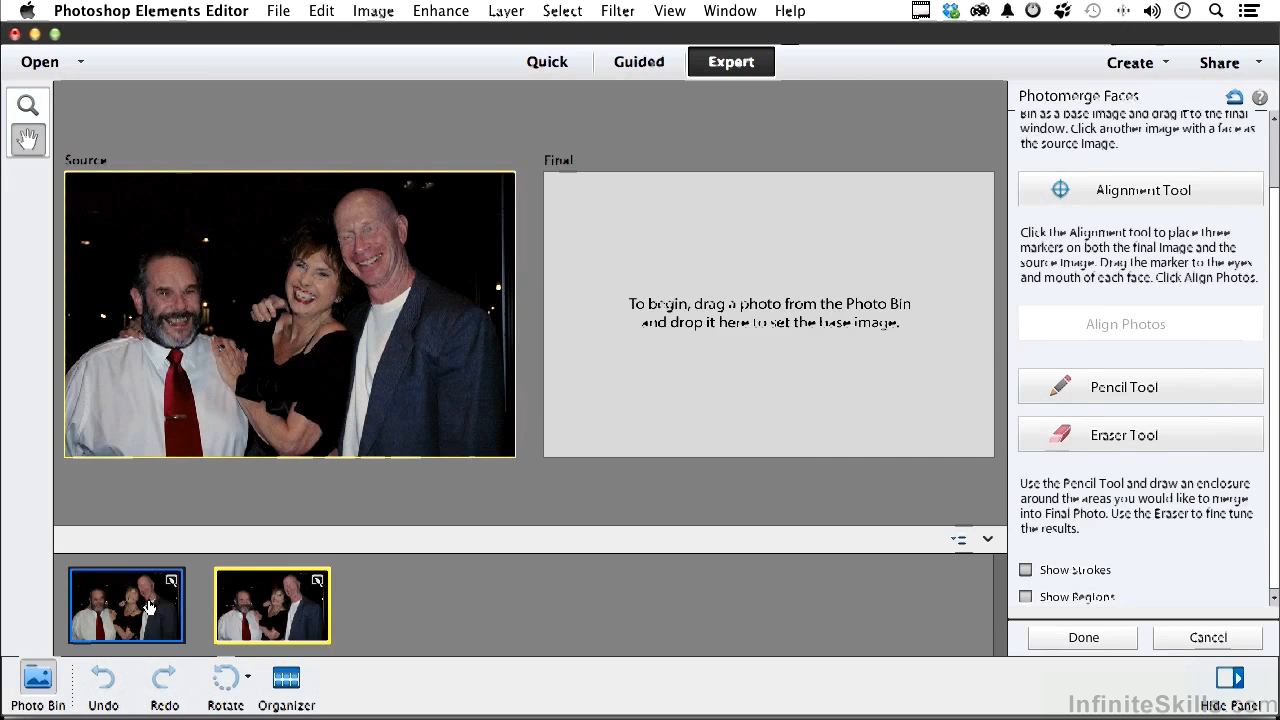 Photoshop Elements Editor File Edit Image Enhance Layer Select Filter View Window Help
Open Quick Guided Expert Create Share
Photomerge Faces
Bin as a base image and drag it to the final
window. Click another image with a face as
the source image.
Source Final
Alignment Tool
Click the Alignment tool to place three
markers on both the final image and the
source image. Drag the marker to the eyes
and mouth of each face. Click Align Photos.
To begin, drag a photo from the Photo Bin
and drop it here to set the base image.
Align Photos
Pencil Tool
Eraser Tool
Use the Pencil Tool and draw an enclosure
around the areas you would like to merge
into Final Photo. Use the Eraser to fine tune
the results.
Show Strokes
Show Regions
Done Cancel
Photo Bin Undo Redo Rotate Organizer Hide Panel
InfiniteSkills.com